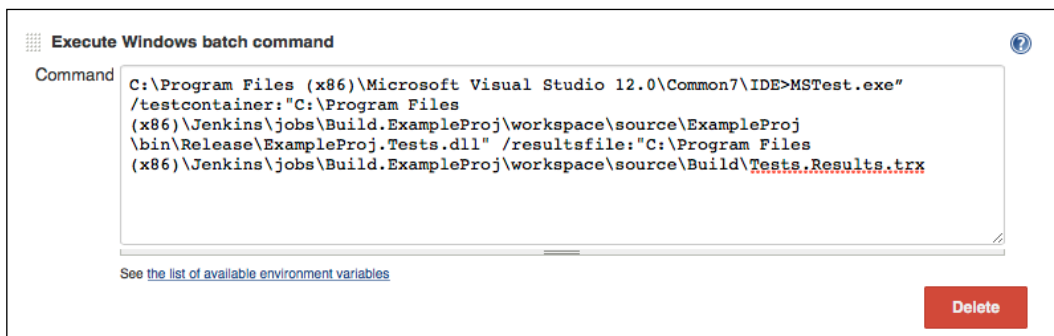 Execute Windows batch command
Command
C:\Program Files (x86)\Microsoft Visual Studio 12.0\Common7\IDE>MSTest.exe”
/testcontainer:"C:\Program Files
(x86)\Jenkins\jobs\Build.ExampleProj\workspace\source\ExampleProj
\bin\Release\ExampleProj.Tests.dll" /resultsfile:"C:\Program Files
(x86)\Jenkins\jobs\Build.ExampleProj\workspace\source\Build\Tests.Results.trx
See the list of available environment variables
Delete